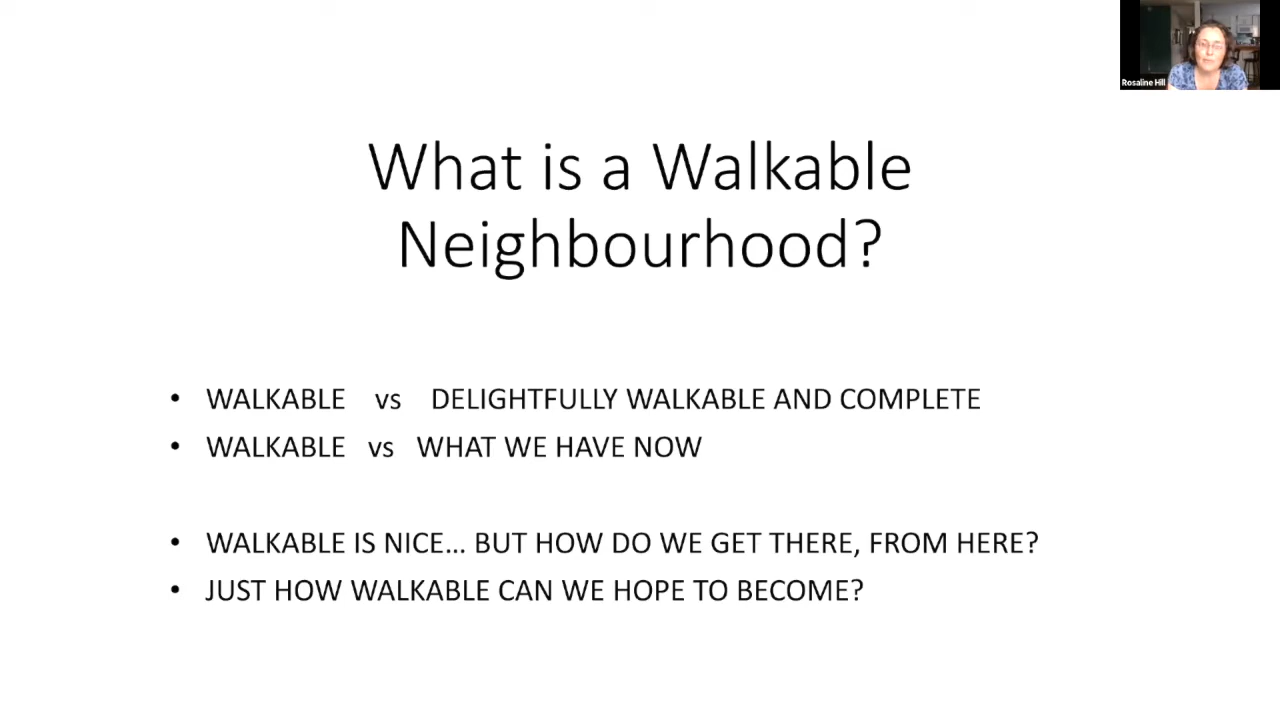 Rosaline Hill
What is a Walkable
Neighbourhood?
• WALKABLE vs DELIGHTFULLY WALKABLE AND COMPLETE
• WALKABLE vs WHAT WE HAVE NOW
• WALKABLE IS NICE... BUT HOW DO WE GET THERE, FROM HERE?
• JUST HOW WALKABLE CAN WE HOPE TO BECOME?